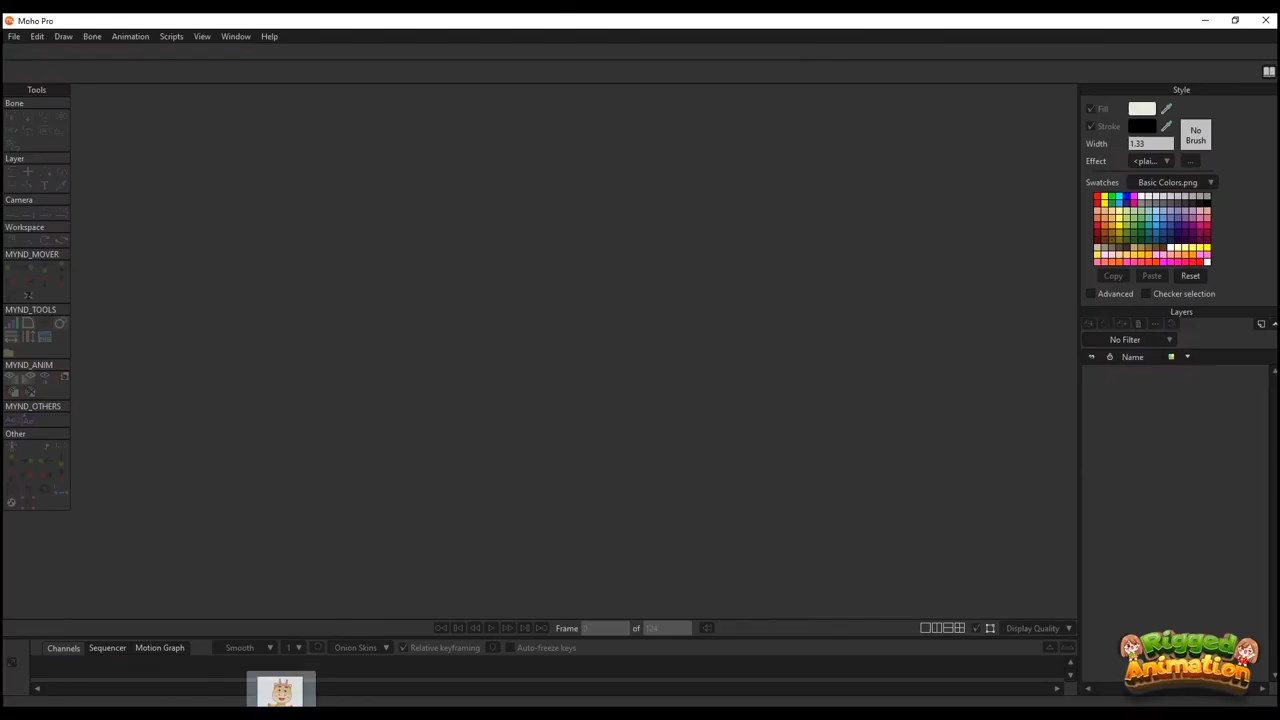 Moho Pro
File Edit Draw Bone Animation Scripts View Window Help
Tools
Bone
Layer
Camera
Workspace
MYND_MOVER
MYND_TOOLS
MYND_ANIM
MYND_OTHERS
Other
Style
Fill
Stroke
No Brush
Width 1.33
Effect <plai... ...
Swatches Basic Colors.png
Copy Paste Reset
Advanced Checker selection
Layers
No Filter
Name
Frame of 124
Display Quality
Channels Sequencer Motion Graph Smooth 1 Onion Skins Relative keyframing Auto-freeze keys
Rigged
Animation